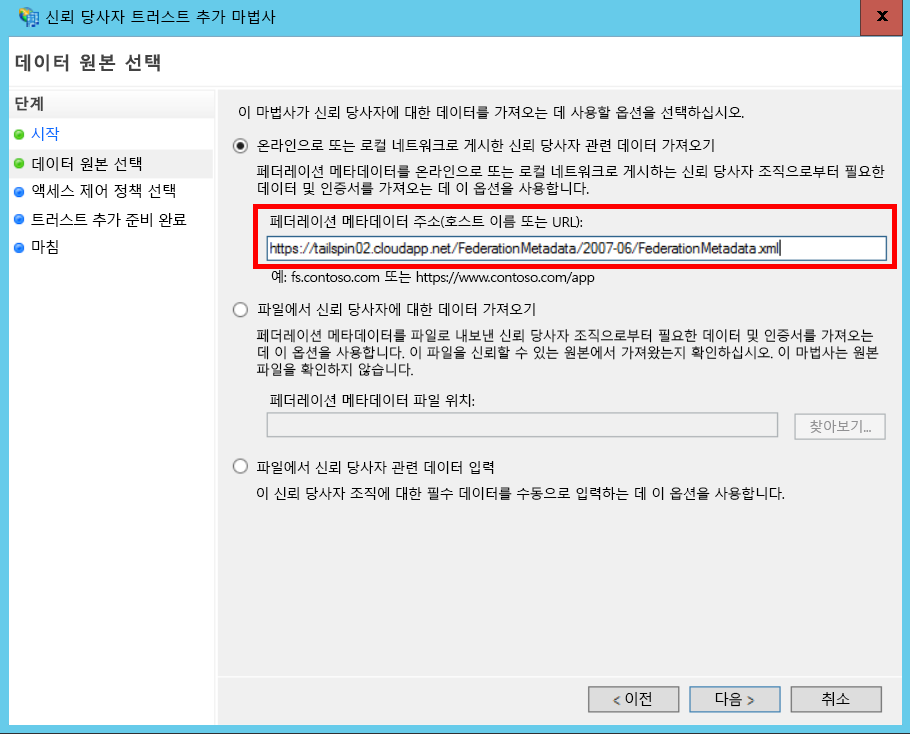 신뢰 당사자 트러스트 추가 마법사
x
데이터 원본 선택
단계
시작
데이터 원본 선택
액세스 제어 정책 선택
트러스트 추가 준비 완료
마침
이 마법사가 신뢰 당사자에 대한 데이터를 가져오는 데 사용할 옵션을 선택하십시오.
온라인으로 또는 로컬 네트워크로 게시한 신뢰 당사자 관련 데이터 가져오기
페더레이션 메타데이터를 온라인으로 또는 로컬 네트워크로 게시하는 신뢰 당사자 조직으로부터 필요한
데이터 및 인증서를 가져오는 데 이 옵션을 사용합니다.
페더레이션 메타데이터 주소(호스트 이름 또는 URL):
https://tailspin02.cloudapp.net/FederationMetadata/2007-06/FederationMetadata.xml
예: fs.contoso.com 또는 https://www.contoso.com/app
파일에서 신뢰 당사자에 대한 데이터 가져오기
페더레이션 메타데이터를 파일로 내보낸 신뢰 당사자 조직으로부터 필요한 데이터 및 인증서를 가져오는
데 이 옵션을 사용합니다. 이 파일을 신뢰할 수 있는 원본에서 가져왔는지 확인하십시오. 이 마법사는 원본
파일을 확인하지 않습니다.
페더레이션 메타데이터 파일 위치:
찾아보기...
파일에서 신뢰 당사자 관련 데이터 입력
이 신뢰 당사자 조직에 대한 필수 데이터를 수동으로 입력하는 데 이 옵션을 사용합니다.
< 이전
다음 >
취소